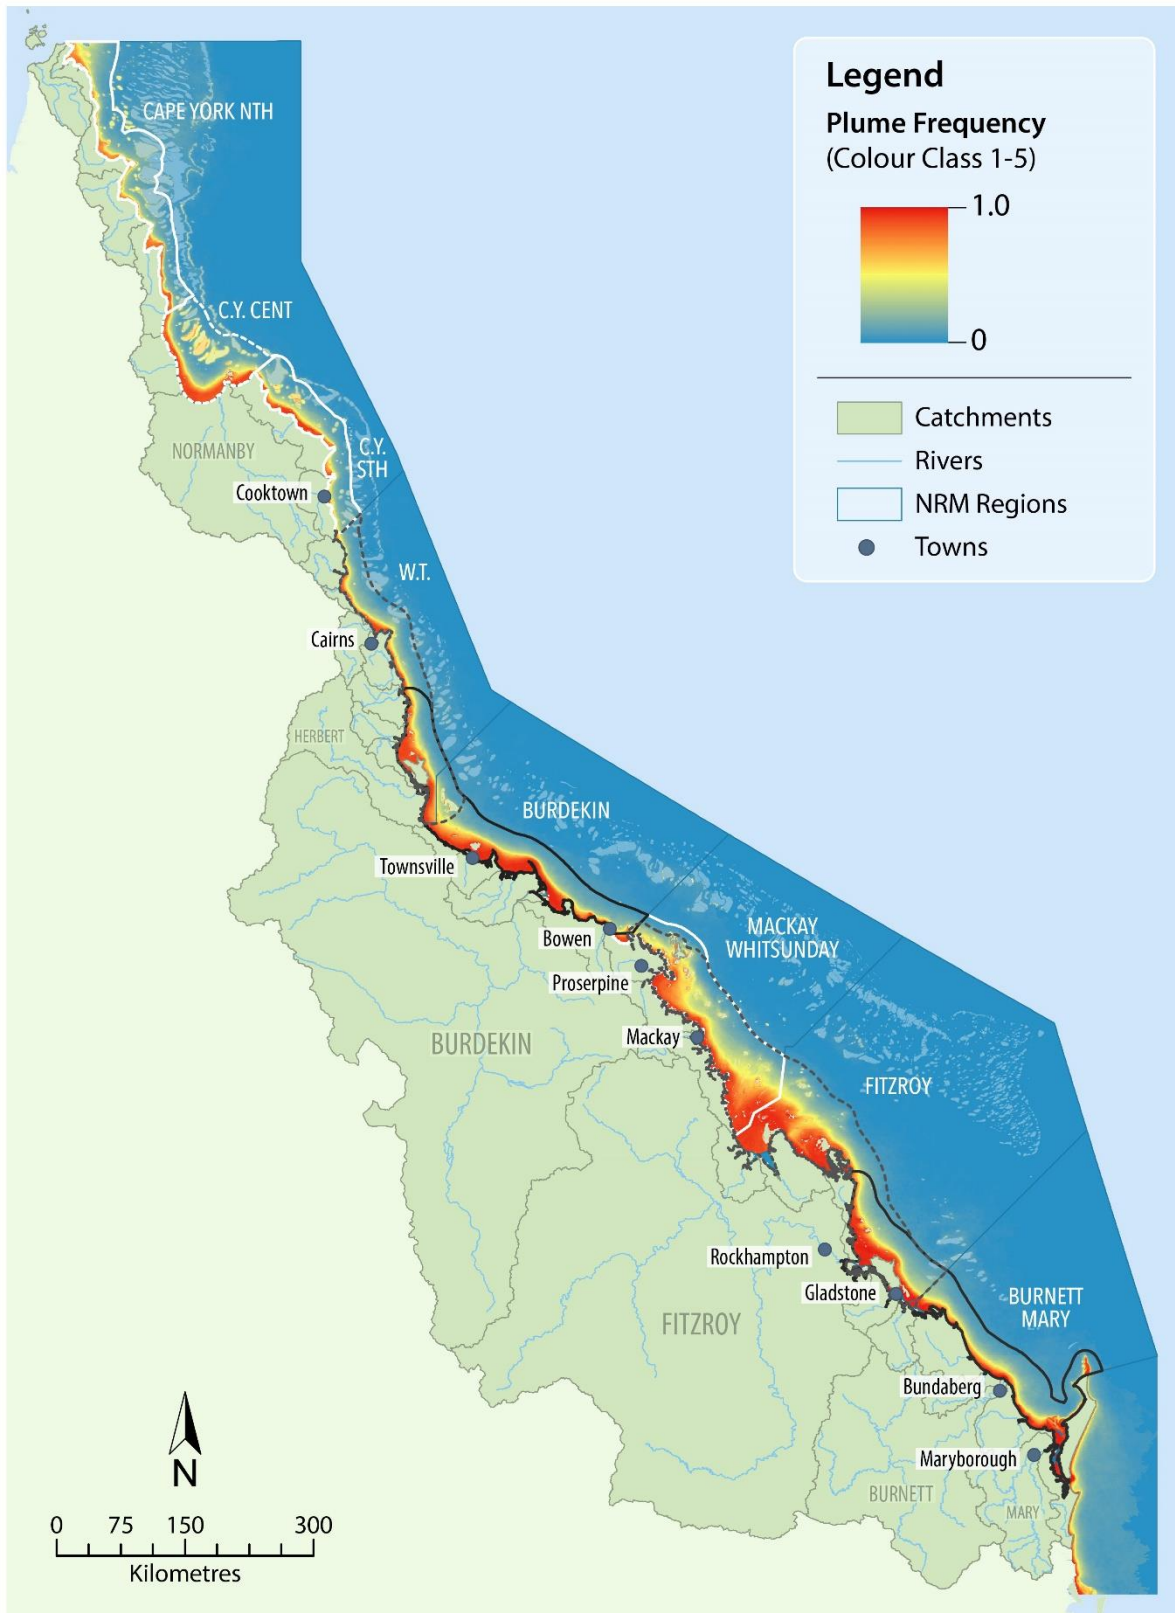 Legend
Plume Frequency
(Colour Class 1-5)
1.0
0
Catchments
Rivers
NRM Regions
Towns
CAPE YORK NTH
C.Y. CENT
C.Y.
STH
NORMANBY
Cooktown
W.T.
Cairns
HERBERT
BURDEKIN
Townsville
MACKAY
WHITSUNDAY
Bowen
Proserpine
Mackay
BURDEKIN
FITZROY
Rockhampton
Gladstone
BURNETT
MARY
FITZROY
Bundaberg
Maryborough
BURNETT
MARY
N
0 75 150 300
Kilometres